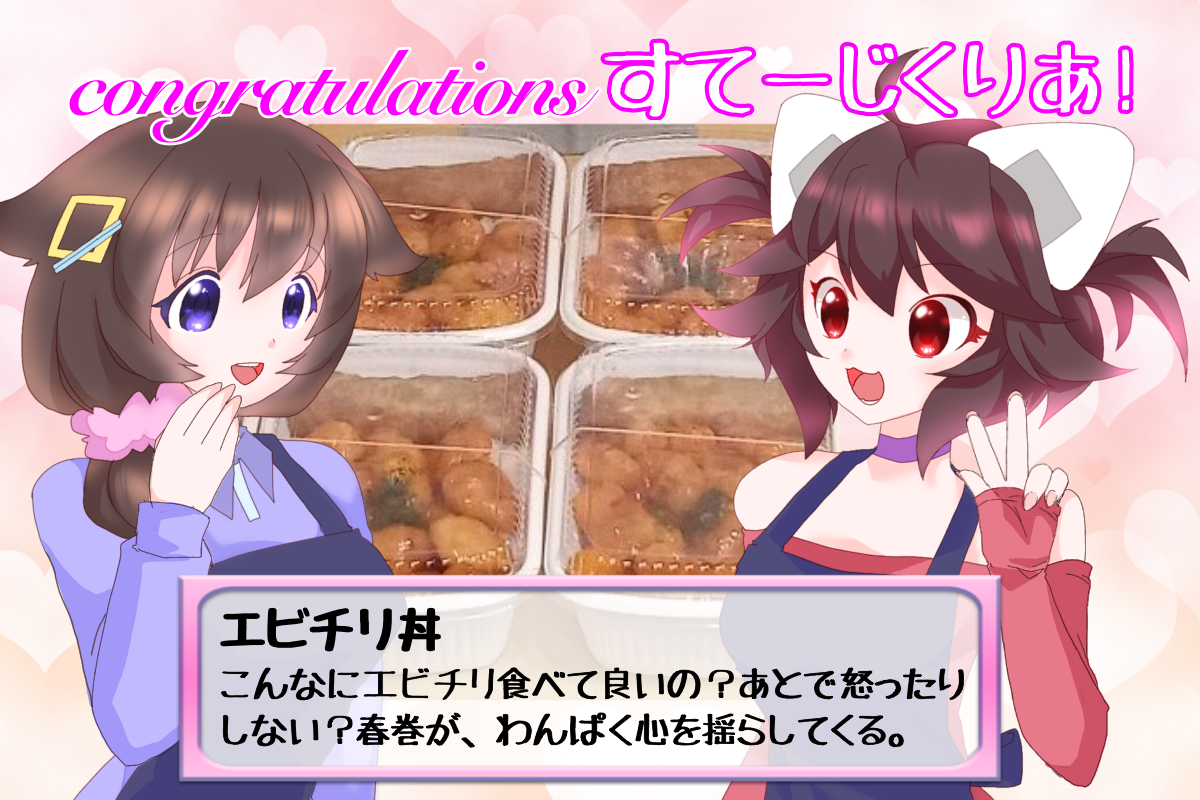 congratulations すてーじくりあ!
エビチリ丼
こんなにエビチリ食べて良いの？あとで怒ったり
しない？春巻が、わんぱく心を揺らしてくる。